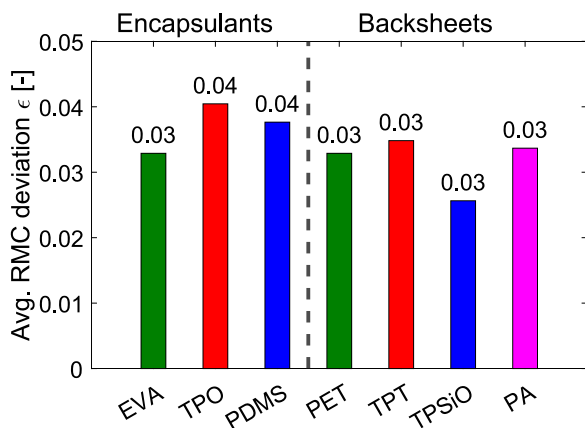 Encapsulants Backsheets
Avg. RMC deviation ϵ [-]
0.05
0.04
0.03
0.02
0.01
0
0.03
0.04
0.04
0.03
0.03
0.03
0.03
EVA
TPO
PDMS
PET
TPT
TPSiO
PA